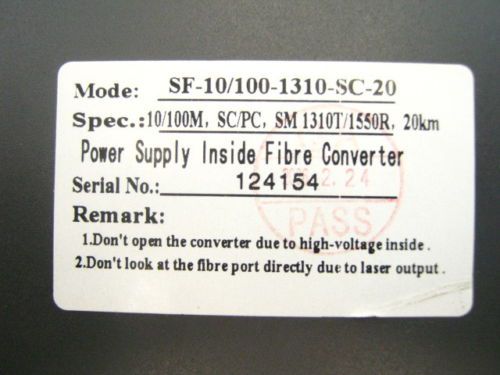 Mode: SF-10/100-1310-SC-20
Spec.: 10/100M, SC/PC, SM 1310T/1550R, 20km
Power Supply Inside Fibre Converter
Serial No.: 124154
2.24
PASS
Remark:
1.Don't open the converter due to high-voltage inside .
2.Don't look at the fibre port directly due to laser output .